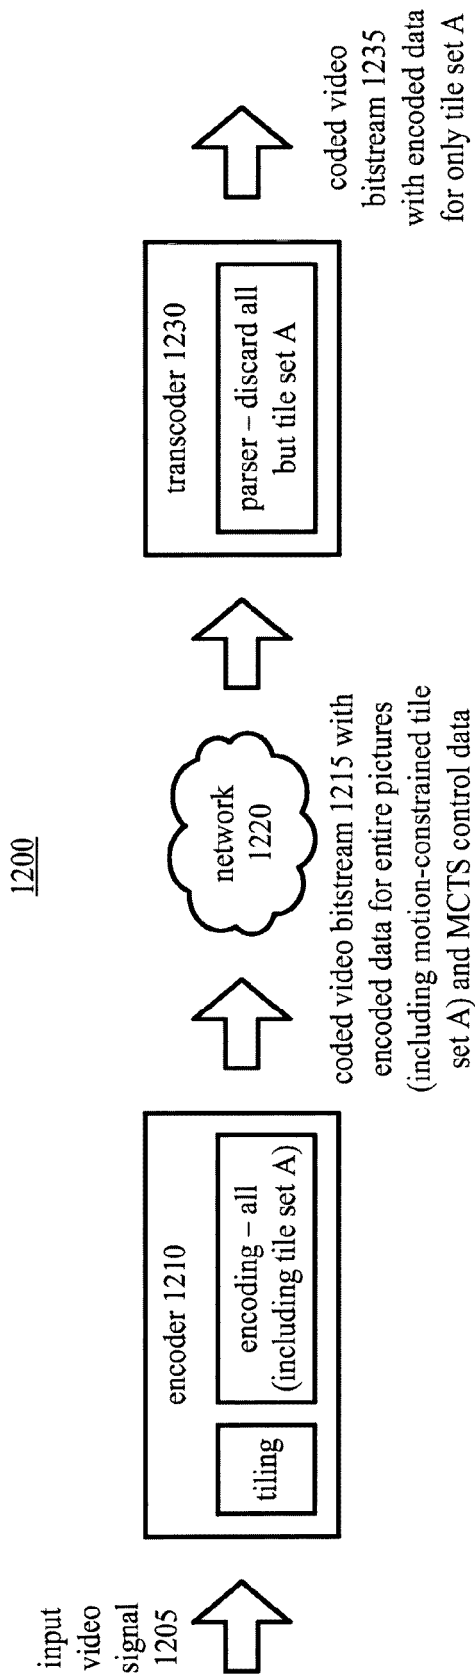 1200
input
video
signal
1205
encoder 1210
tiling
encoding – all
(including tile set A)
coded video bitstream 1215 with
encoded data for entire pictures
(including motion-constrained tile
set A) and MCTS control data
network
1220
transcoder 1230
parser – discard all
but tile set A
coded video
bitstream 1235
with encoded data
for only tile set A